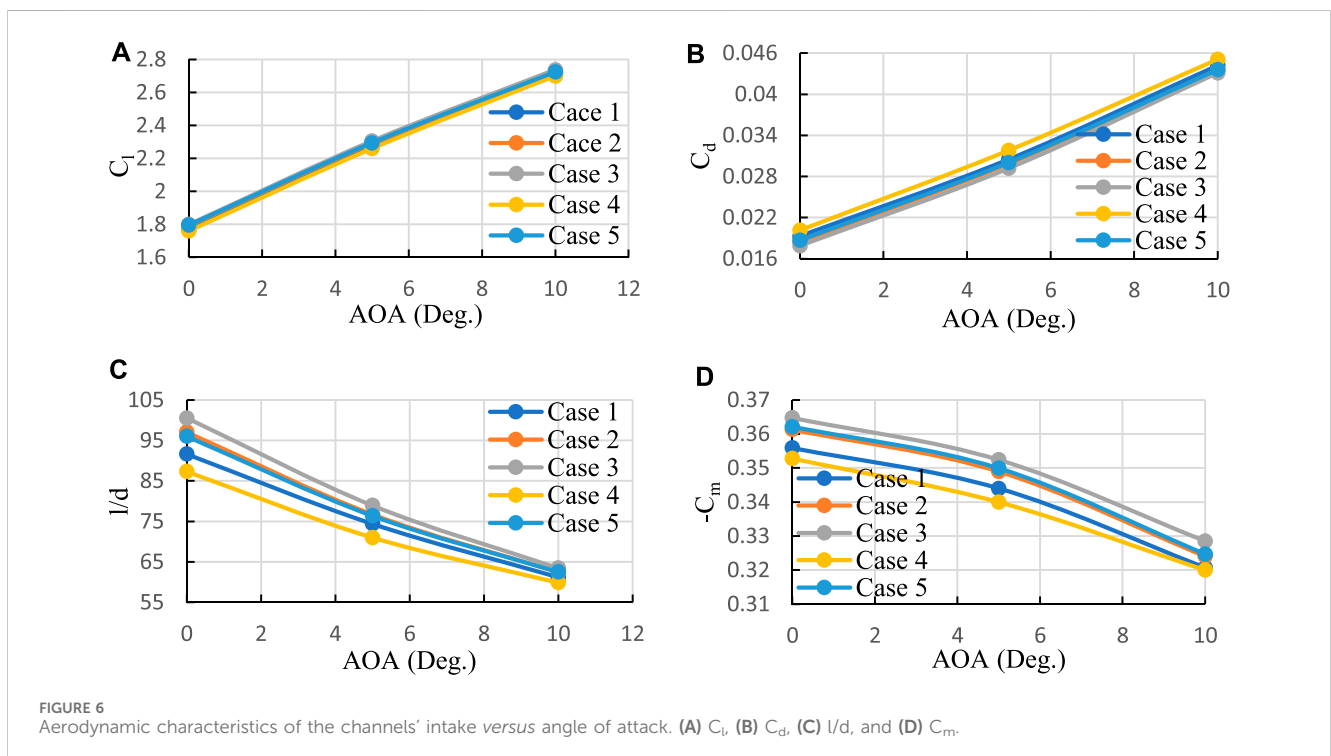 A
2.8
2.6
2.4
2.2
2
1.8
1.6
C_l
0 2 4 6 8 10 12
AOA (Deg.)
Cace 1
Cace 2
Case 3
Case 4
Case 5
B
0.046
0.04
0.034
0.028
0.022
0.016
C_d
0 2 4 6 8 10
AOA (Deg.)
Case 1
Case 2
Case 3
Case 4
Case 5
C
105
95
85
75
65
55
l/d
0 2 4 6 8 10 12
AOA (Deg.)
Case 1
Case 2
Case 3
Case 4
Case 5
D
0.37
0.36
0.35
0.34
0.33
0.32
0.31
-C_m
0 2 4 6 8 10
AOA (Deg.)
Case 1
Case 2
Case 3
Case 4
Case 5
FIGURE 6
Aerodynamic characteristics of the channels' intake versus angle of attack. (A) C_l, (B) C_d, (C) l/d, and (D) C_m.